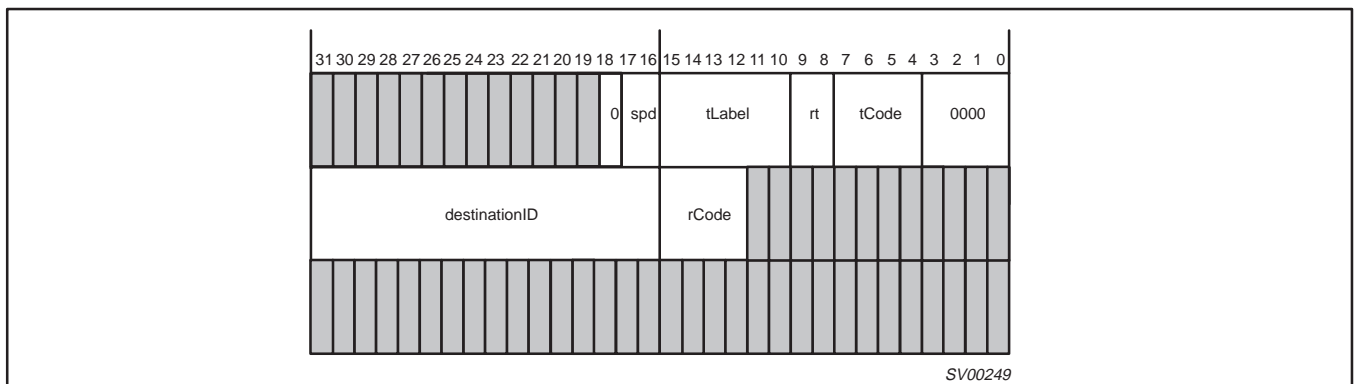 31 30 29 28 27 26 25 24 23 22 21 20 19 18 17 16 15 14 13 12 11 10 9 8 7 6 5 4 3 2 1 0
0 spd tLabel rt tCode 0000
destinationID rCode
SV00249